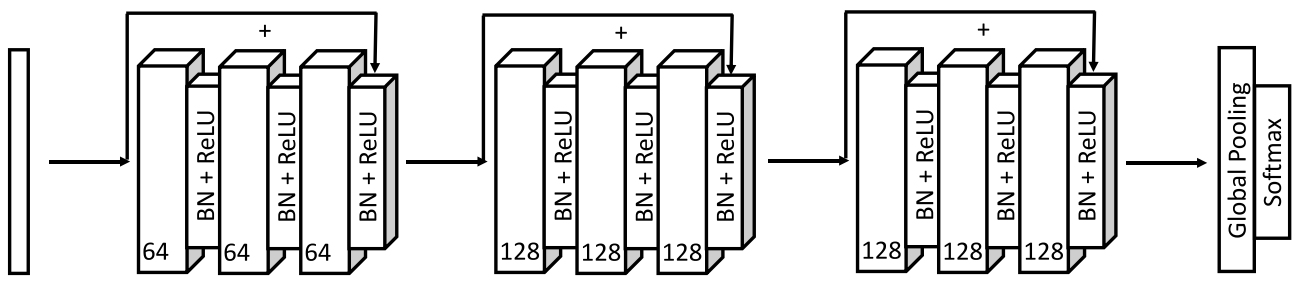 +
+
+
BN + ReLU
BN + ReLU
BN + ReLU
64
64
64
BN + ReLU
BN + ReLU
BN + ReLU
128
128
128
BN + ReLU
BN + ReLU
BN + ReLU
128
128
128
Global Pooling
Softmax